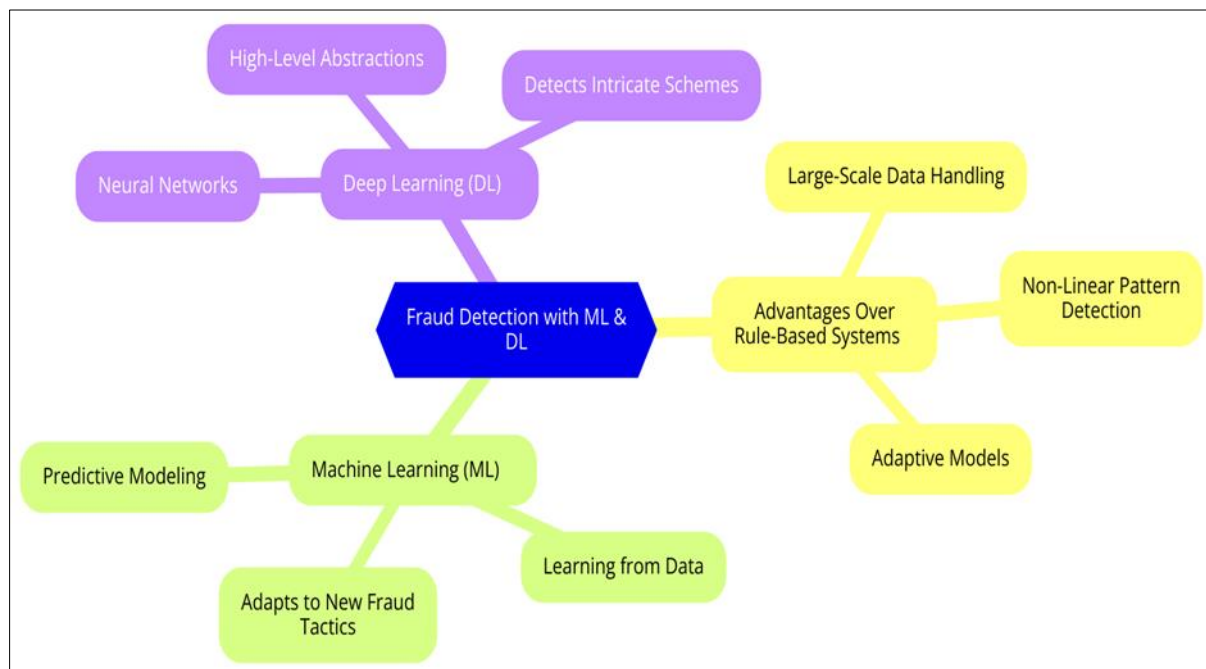 High-Level Abstractions
Detects Intricate Schemes
Neural Networks
Deep Learning (DL)
Large-Scale Data Handling
Non-Linear Pattern
Detection
Advantages Over
Rule-Based Systems
Fraud Detection with ML &
DL
Adaptive Models
Machine Learning (ML)
Predictive Modeling
Learning from Data
Adapts to New Fraud
Tactics